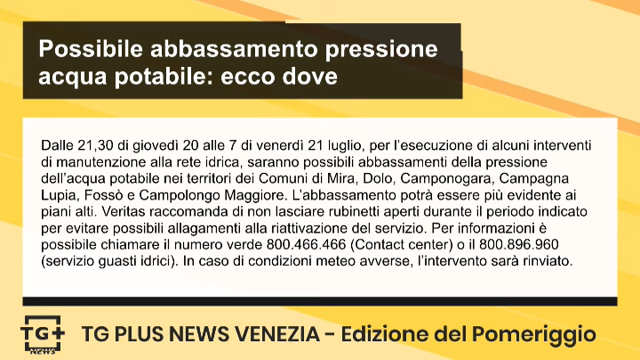 Possibile abbassamento pressione
acqua potabile: ecco dove
Dalle 21,30 di giovedì 20 alle 7 di venerdì 21 luglio, per l'esecuzione di alcuni interventi
di manutenzione alla rete idrica, saranno possibili abbassamenti della pressione
dell'acqua potabile nei territori dei Comuni di Mira, Dolo, Camponogara, Campagna
Lupia, Fossò e Campolongo Maggiore. L'abbassamento potrà essere più evidente ai
piani alti. Veritas raccomanda di non lasciare rubinetti aperti durante il periodo indicato
per evitare possibili allagamenti alla riattivazione del servizio. Per informazioni è
possibile chiamare il numero verde 800.466.466 (Contact center) o il 800.896.960
(servizio guasti idrici). In caso di condizioni meteo avverse, l'intervento sarà rinviato.
TG+
NEWS
TG PLUS NEWS VENEZIA - Edizione del Pomeriggio